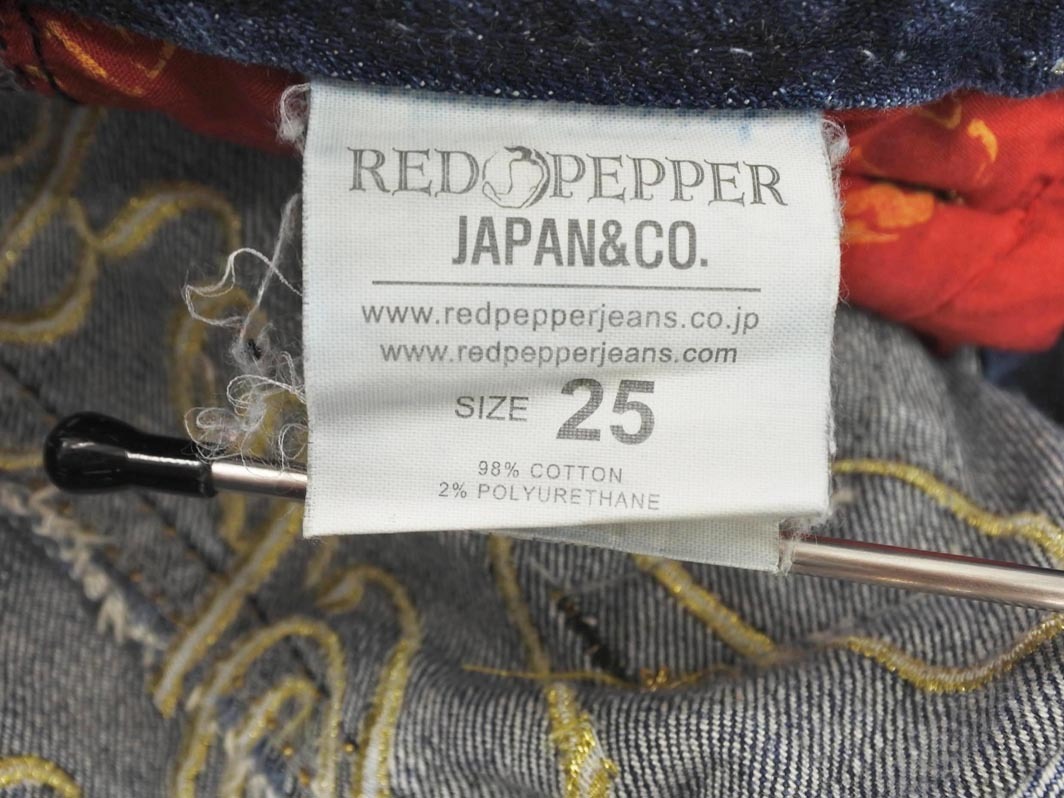 RED PEPPER
JAPAN&CO.
www.redpepperjeans.co.jp
www.redpepperjeans.com
SIZE 25
98% COTTON
2% POLYURETHANE